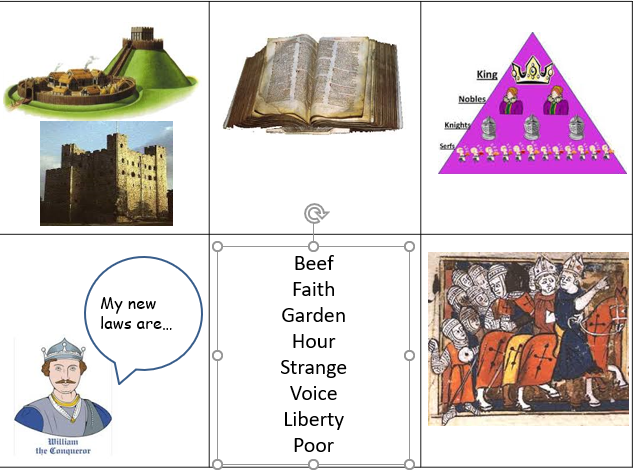 King
Nobles
Knights
Serfs
My new
laws are...
William
the Conqueror
Beef
Faith
Garden
Hour
Strange
Voice
Liberty
Poor